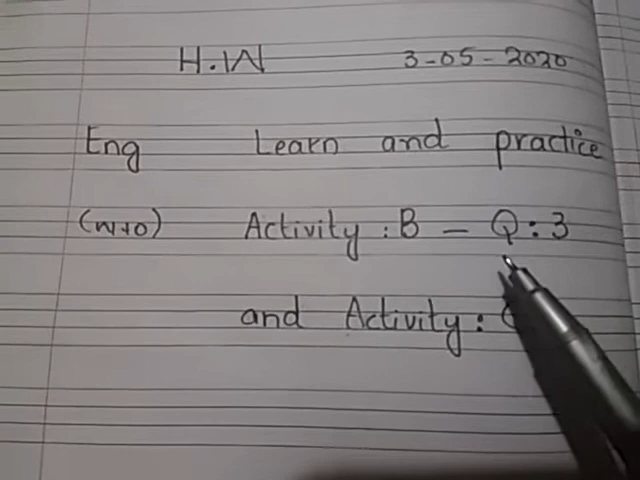 H.W 3-05-2020
Eng Learn and practice
(w+o) Activity : B - Q : 3
and Activity :